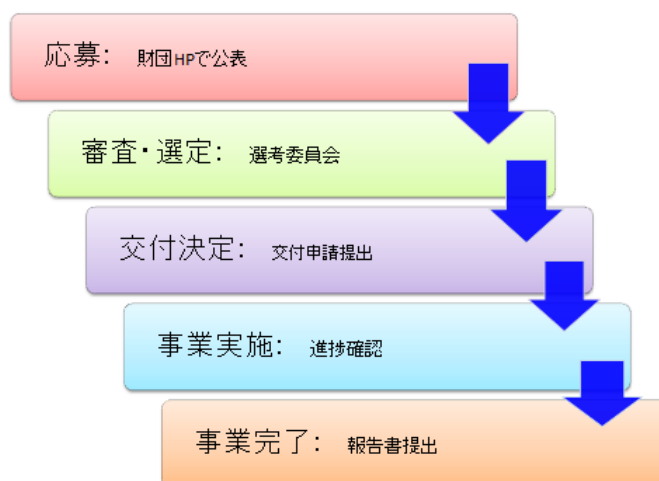 応募： 財団HPで公表
審査・選定： 選考委員会
交付決定： 交付申請提出
事業実施： 進捗確認
事業完了： 報告書提出